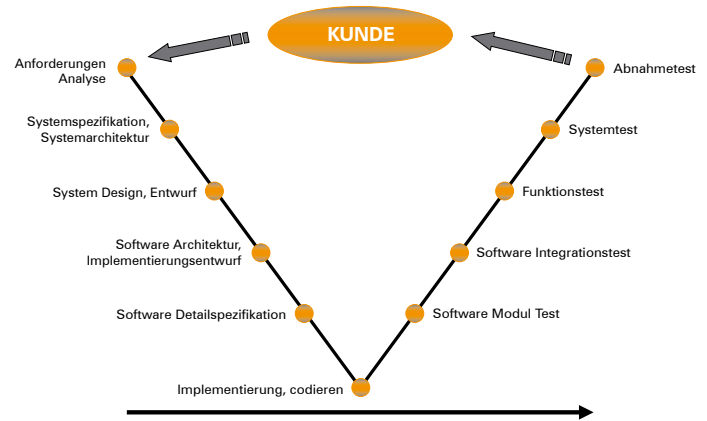 KUNDE
Anforderungen
Analyse
Abnahmetest
Systemspezifikation,
Systemarchitektur
Systemtest
System Design, Entwurf
Funktionstest
Software Architektur,
Implementierungsentwurf
Software Integrationstest
Software Detailspezifikation
Software Modul Test
Implementierung, codieren